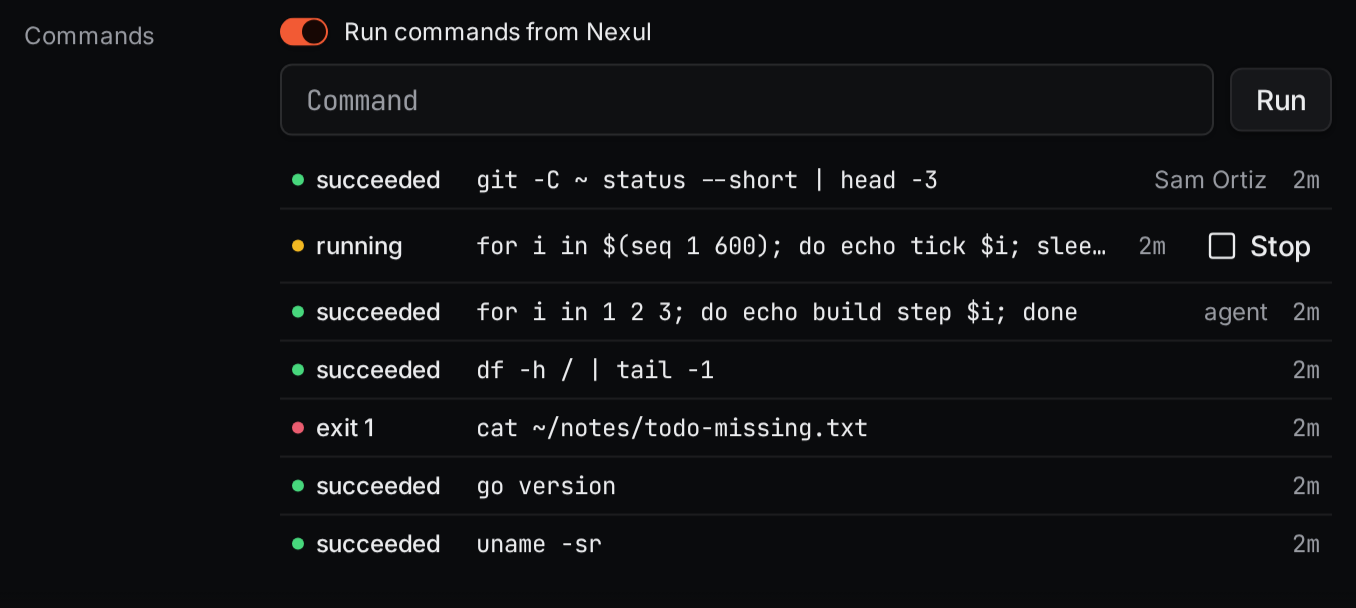 Commands
Run commands from Nexul
Command
Run
succeeded git -C ~ status --short | head -3 Sam Ortiz 2m
running for i in $(seq 1 600); do echo tick $i; slee… 2m Stop
succeeded for i in 1 2 3; do echo build step $i; done agent 2m
succeeded df -h / | tail -1 2m
exit 1 cat ~/notes/todo-missing.txt 2m
succeeded go version 2m
succeeded uname -sr 2m